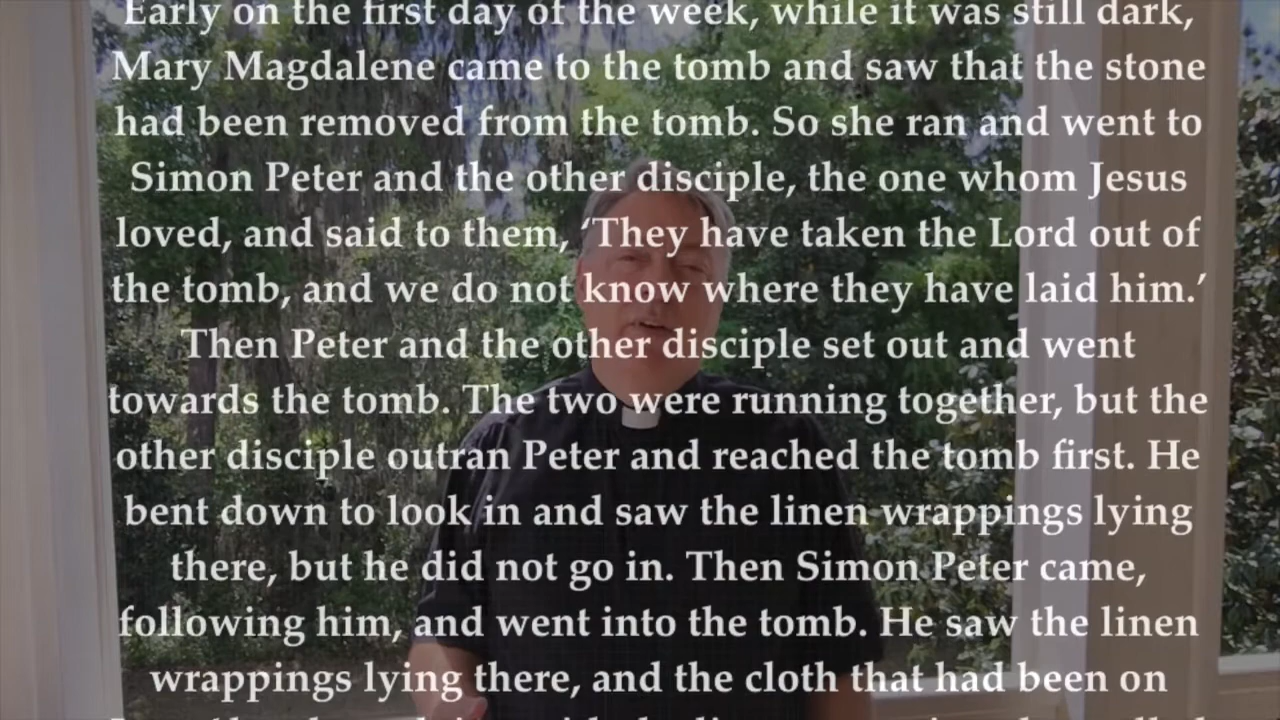 Early on the first day of the week, while it was still dark,
Mary Magdalene came to the tomb and saw that the stone
had been removed from the tomb. So she ran and went to
Simon Peter and the other disciple, the one whom Jesus
loved, and said to them, ‘They have taken the Lord out of
the tomb, and we do not know where they have laid him.’
Then Peter and the other disciple set out and went
towards the tomb. The two were running together, but the
other disciple outran Peter and reached the tomb first. He
bent down to look in and saw the linen wrappings lying
there, but he did not go in. Then Simon Peter came,
following him, and went into the tomb. He saw the linen
wrappings lying there, and the cloth that had been on